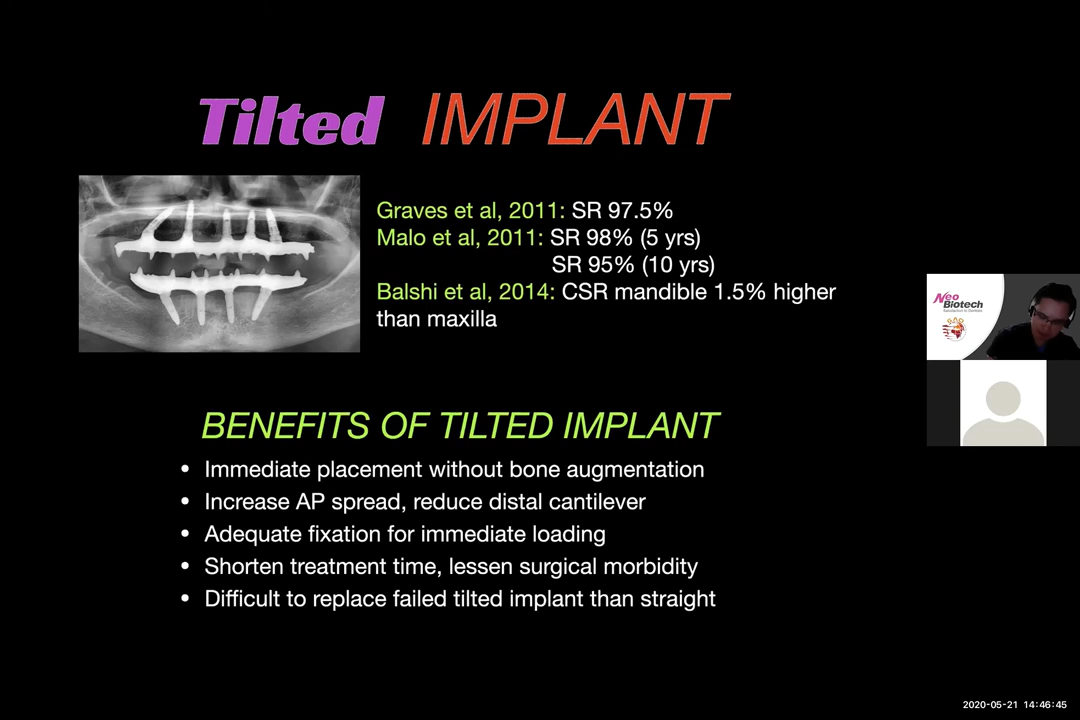 Tilted IMPLANT
Graves et al, 2011: SR 97.5%
Malo et al, 2011: SR 98% (5 yrs)
SR 95% (10 yrs)
Balshi et al, 2014: CSR mandible 1.5% higher
than maxilla
Neo
Biotech
BENEFITS OF TILTED IMPLANT
• Immediate placement without bone augmentation
• Increase AP spread, reduce distal cantilever
• Adequate fixation for immediate loading
• Shorten treatment time, lessen surgical morbidity
• Difficult to replace failed tilted implant than straight
2020-05-21 14:46:45